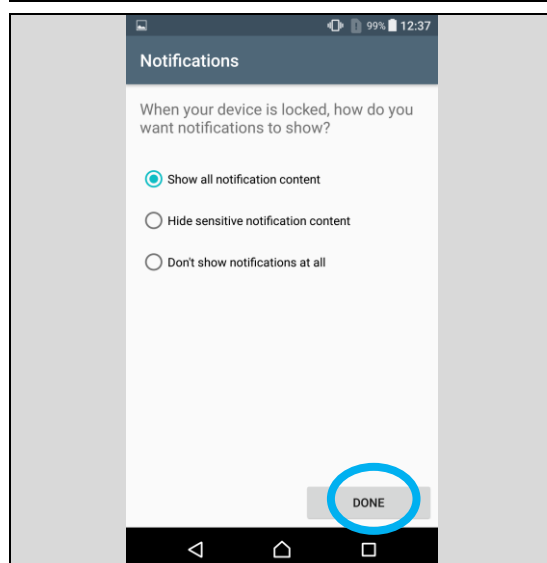 99% 12:37
Notifications
When your device is locked, how do you
want notifications to show?
Show all notification content
Hide sensitive notification content
Don't show notifications at all
DONE